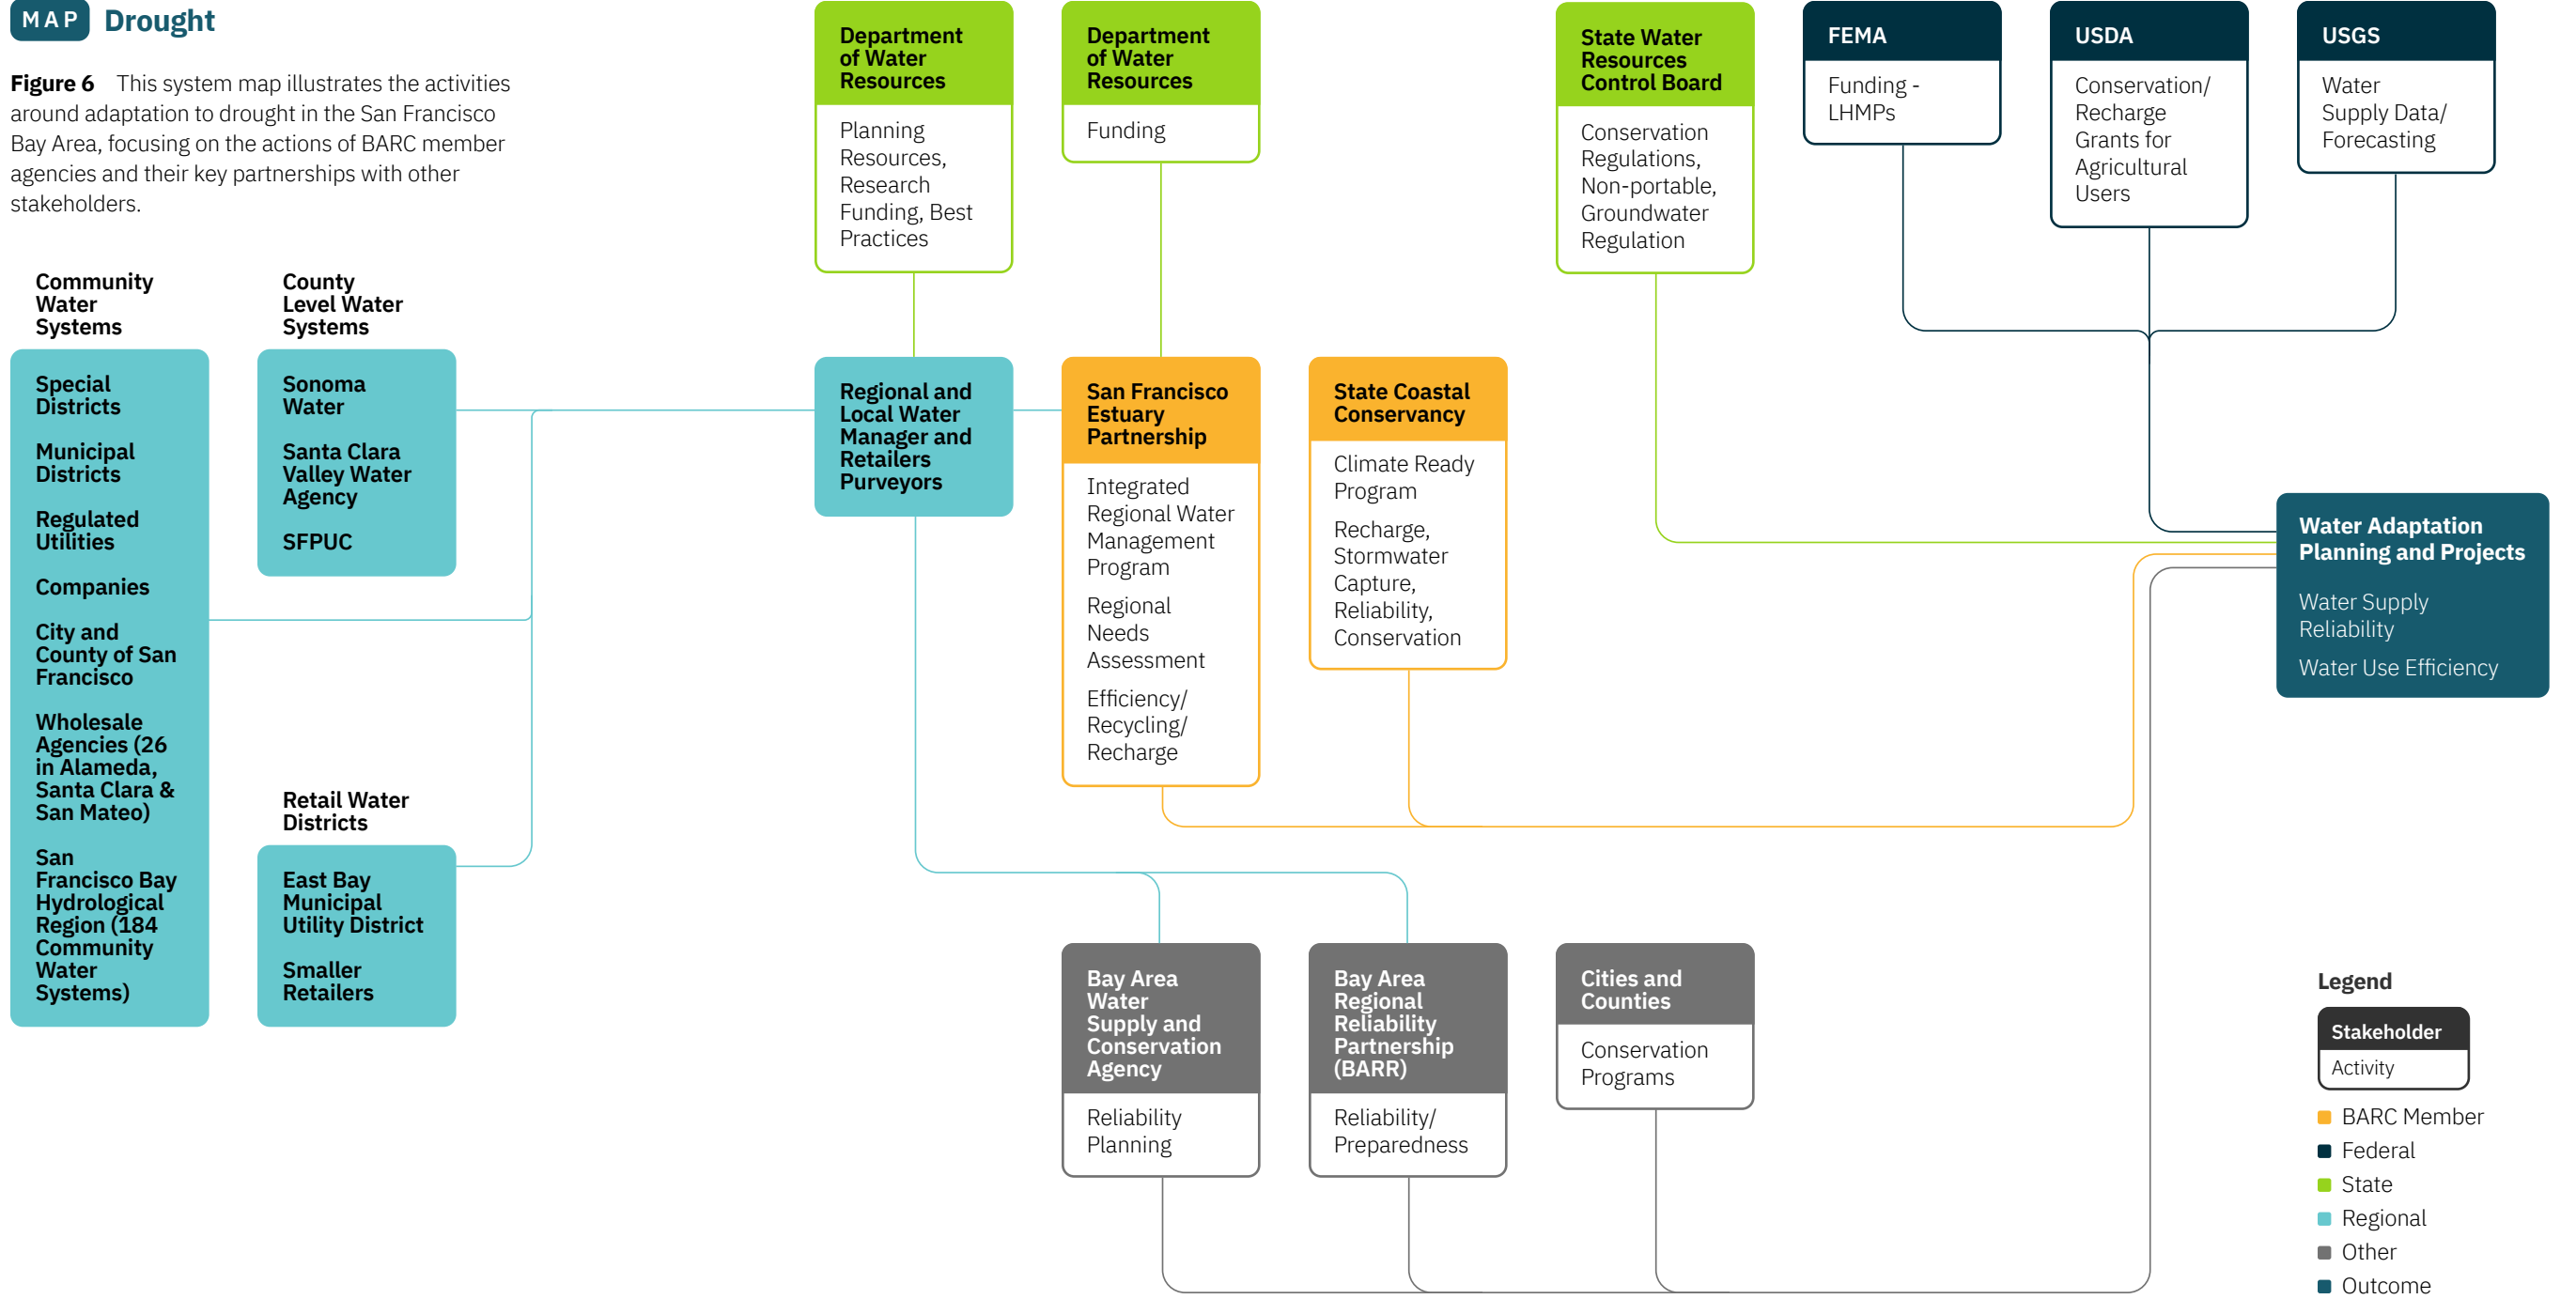 MAP Drought
Figure 6 This system map illustrates the activities
around adaptation to drought in the San Francisco
Bay Area, focusing on the actions of BARC member
agencies and their key partnerships with other
stakeholders.
Community
Water
Systems
Special
Districts
Municipal
Districts
Regulated
Utilities
Companies
City and
County of San
Francisco
Wholesale
Agencies (26
in Alameda,
Santa Clara &
San Mateo)
San
Francisco Bay
Hydrological
Region (184
Community
Water
Systems)
County
Level Water
Systems
Sonoma
Water
Santa Clara
Valley Water
Agency
SFPUC
Retail Water
Districts
East Bay
Municipal
Utility District
Smaller
Retailers
Department
of Water
Resources
Planning
Resources,
Research
Funding, Best
Practices
Department
of Water
Resources
Funding
State Water
Resources
Control Board
Conservation
Regulations,
Non-portable,
Groundwater
Regulation
FEMA
Funding -
LHMPs
USDA
Conservation/
Recharge
Grants for
Agricultural
Users
USGS
Water
Supply Data/
Forecasting
Regional and
Local Water
Manager and
Retailers
Purveyors
San Francisco
Estuary
Partnership
Integrated
Regional Water
Management
Program
Regional
Needs
Assessment
Efficiency/
Recycling/
Recharge
State Coastal
Conservancy
Climate Ready
Program
Recharge,
Stormwater
Capture,
Reliability,
Conservation
Water Adaptation
Planning and Projects
Water Supply
Reliability
Water Use Efficiency
Bay Area
Water
Supply and
Conservation
Agency
Reliability
Planning
Bay Area
Regional
Reliability
Partnership
(BARR)
Reliability/
Preparedness
Cities and
Counties
Conservation
Programs
Legend
Stakeholder
Activity
BARC Member
Federal
State
Regional
Other
Outcome